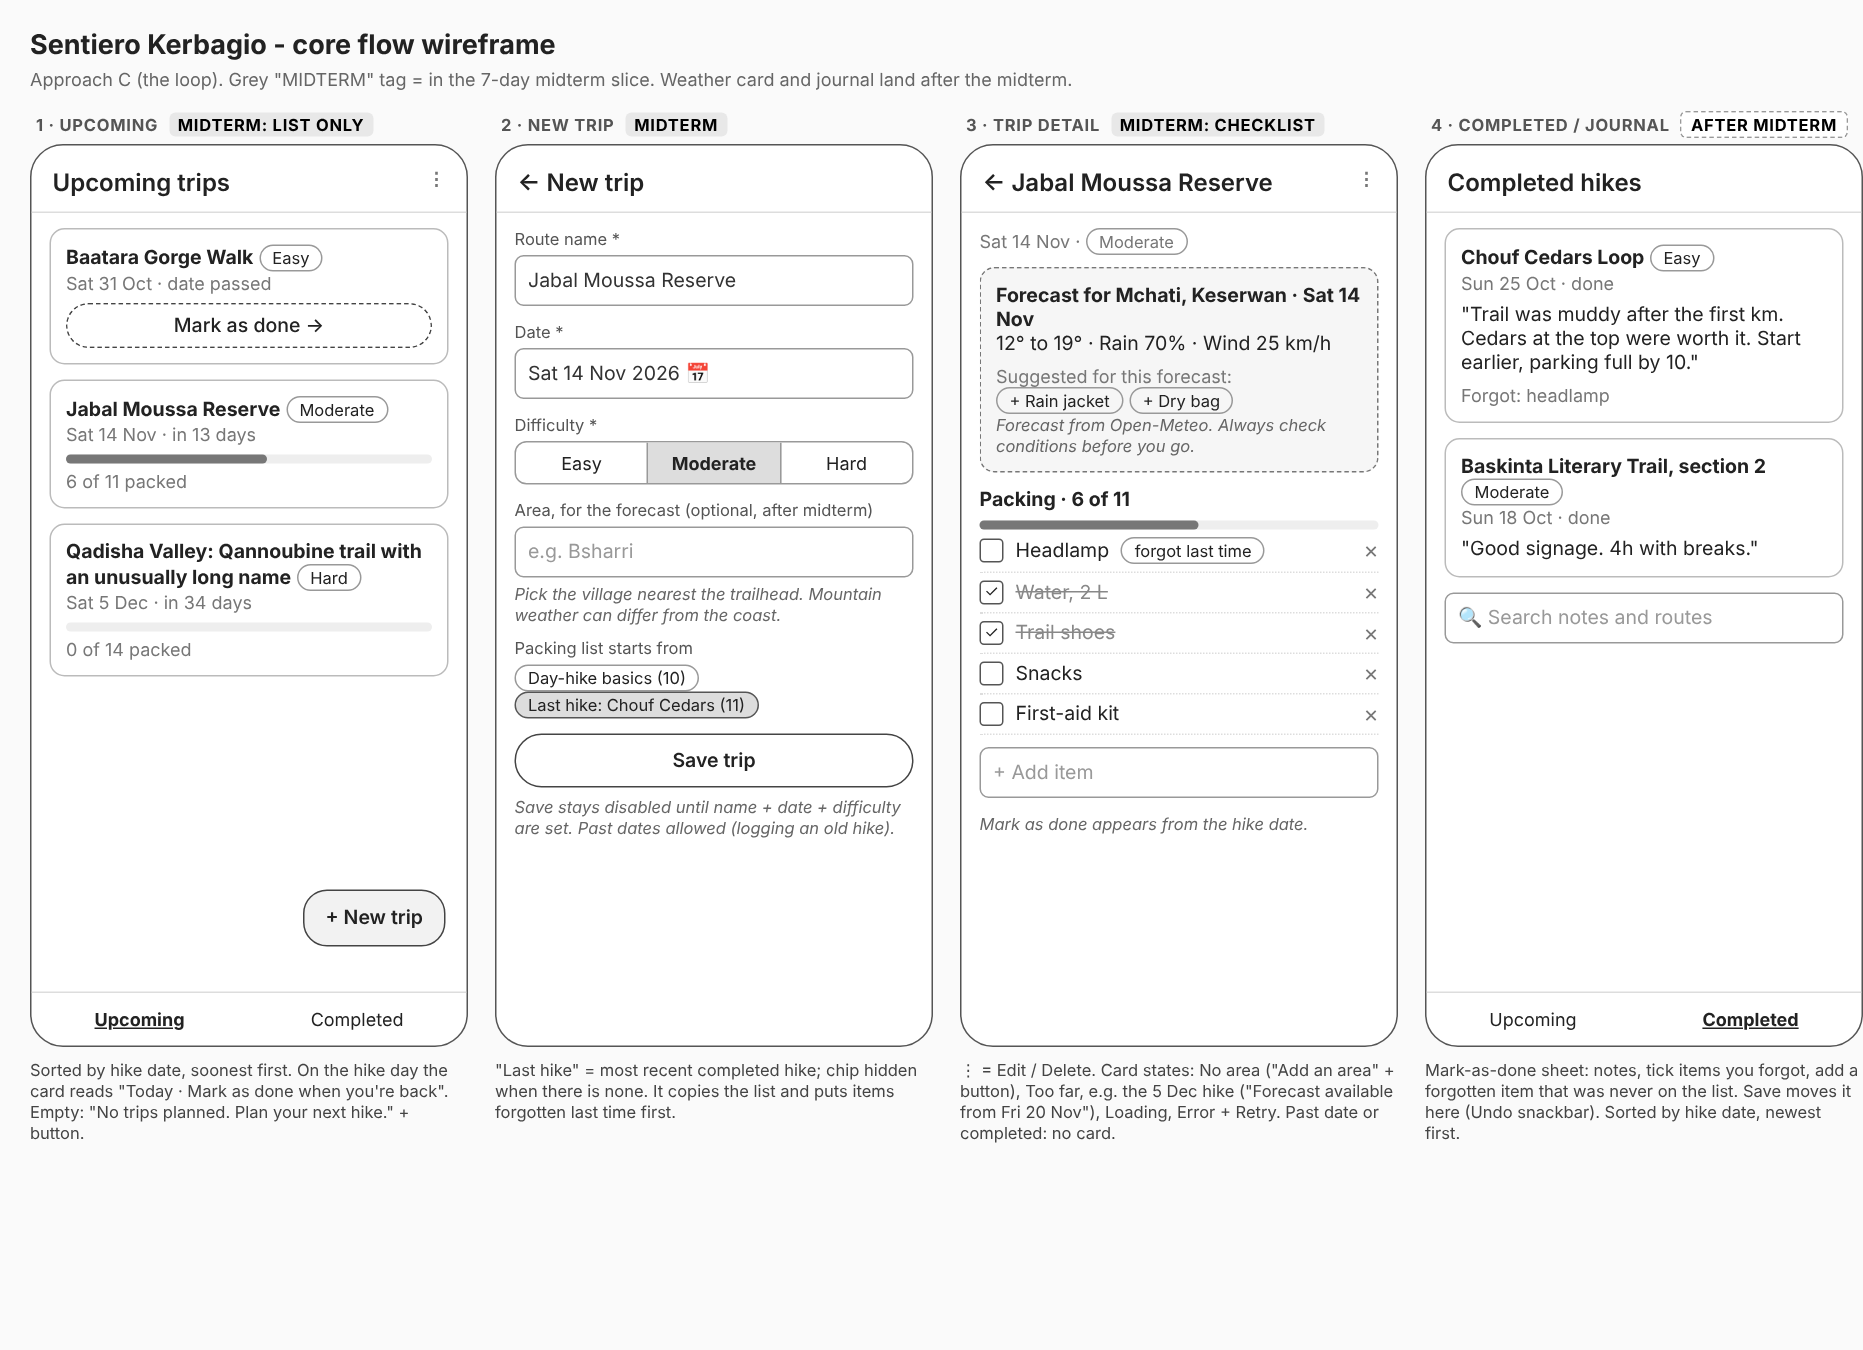 Sentiero Kerbagio - core flow wireframe
Approach C (the loop). Grey "MIDTERM" tag = in the 7-day midterm slice. Weather card and journal land after the midterm.
1 · UPCOMING MIDTERM: LIST ONLY
Upcoming trips ⋮
Baatara Gorge Walk Easy
Sat 31 Oct · date passed
Mark as done →
Jabal Moussa Reserve Moderate
Sat 14 Nov · in 13 days
6 of 11 packed
Qadisha Valley: Qannoubine trail with
an unusually long name Hard
Sat 5 Dec · in 34 days
0 of 14 packed
+ New trip
Upcoming Completed
Sorted by hike date, soonest first. On the hike day the
card reads "Today · Mark as done when you're back".
Empty: "No trips planned. Plan your next hike." +
button.
2 · NEW TRIP MIDTERM
← New trip
Route name *
Jabal Moussa Reserve
Date *
Sat 14 Nov 2026 📅
Difficulty *
Easy Moderate Hard
Area, for the forecast (optional, after midterm)
e.g. Bsharri
Pick the village nearest the trailhead. Mountain
weather can differ from the coast.
Packing list starts from
Day-hike basics (10)
Last hike: Chouf Cedars (11)
Save trip
Save stays disabled until name + date + difficulty
are set. Past dates allowed (logging an old hike).
"Last hike" = most recent completed hike; chip hidden
when there is none. It copies the list and puts items
forgotten last time first.
3 · TRIP DETAIL MIDTERM: CHECKLIST
← Jabal Moussa Reserve ⋮
Sat 14 Nov · Moderate
Forecast for Mchati, Keserwan · Sat 14
Nov
12° to 19° · Rain 70% · Wind 25 km/h
Suggested for this forecast:
+ Rain jacket + Dry bag
Forecast from Open-Meteo. Always check
conditions before you go.
Packing · 6 of 11
Headlamp forgot last time ×
Water, 2 L ×
Trail shoes ×
Snacks ×
First-aid kit ×
+ Add item
Mark as done appears from the hike date.
⋮ = Edit / Delete. Card states: No area ("Add an area" +
button), Too far, e.g. the 5 Dec hike ("Forecast available
from Fri 20 Nov"), Loading, Error + Retry. Past date or
completed: no card.
4 · COMPLETED / JOURNAL AFTER MIDTERM
Completed hikes
Chouf Cedars Loop Easy
Sun 25 Oct · done
"Trail was muddy after the first km.
Cedars at the top were worth it. Start
earlier, parking full by 10."
Forgot: headlamp
Baskinta Literary Trail, section 2
Moderate
Sun 18 Oct · done
"Good signage. 4h with breaks."
🔍 Search notes and routes
Upcoming Completed
Mark-as-done sheet: notes, tick items you forgot, add a
forgotten item that was never on the list. Save moves it
here (Undo snackbar). Sorted by hike date, newest
first.